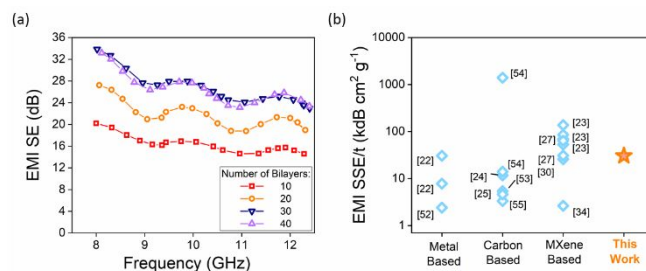 (a)
EMI SE (dB)
36
32
28
24
20
16
12
8
4
0
8
9
10
11
12
Frequency (GHz)
Number of Bilayers:
10
20
30
40
(b)
EMI SSE/t (kdB cm² g⁻¹)
1000
100
10
1
[22]
[22]
[52]
[54]
[54]
[24]
[53]
[25]
[55]
[23]
[27]
[23]
[23]
[27]
[30]
[34]
Metal
Based
Carbon
Based
MXene
Based
This
Work